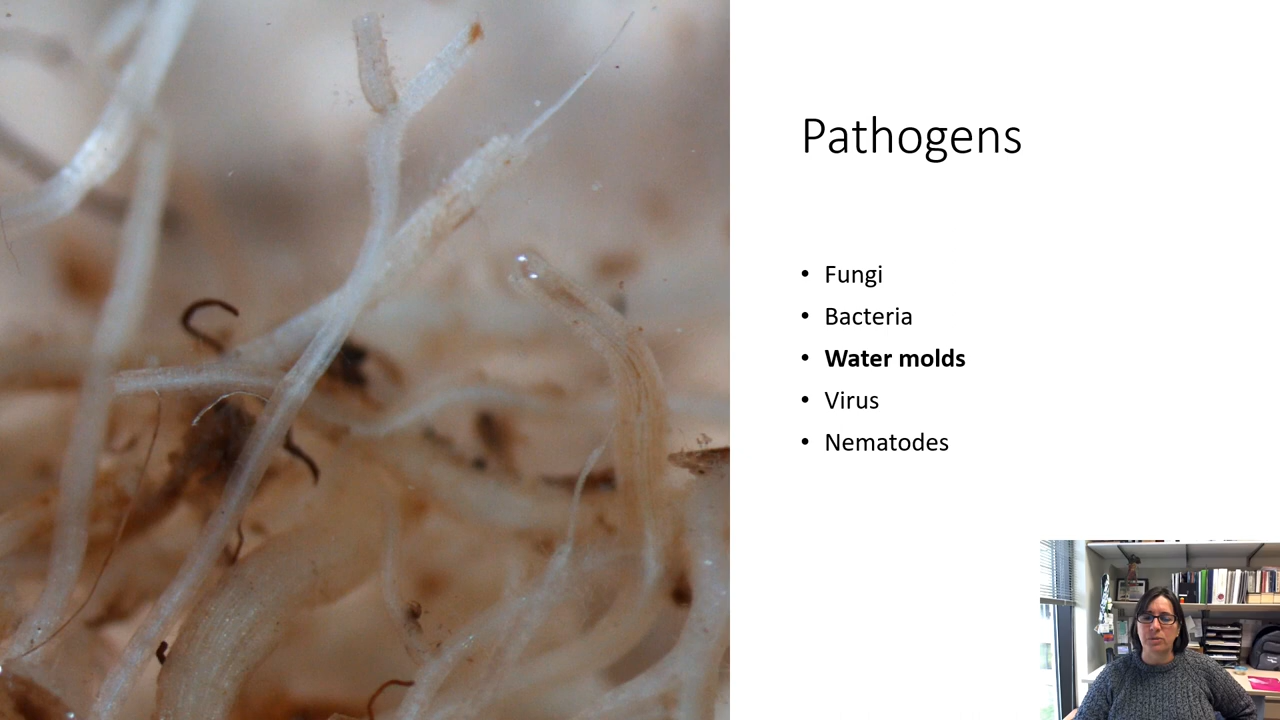 Pathogens
• Fungi
• Bacteria
• Water molds
• Virus
• Nematodes